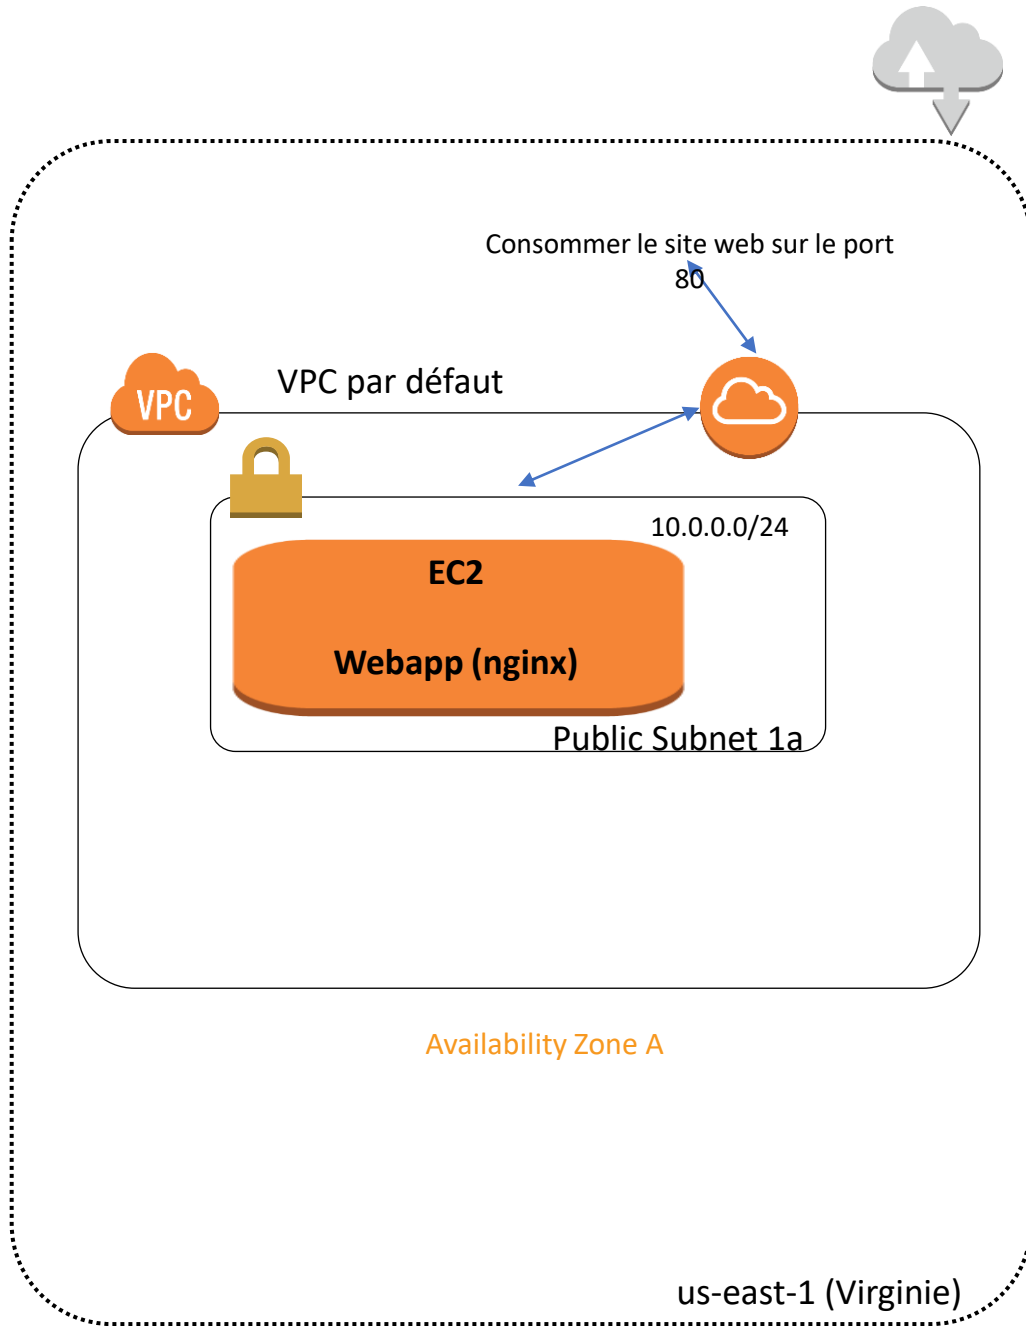 Consommer le site web sur le port
80
VPC par défaut
VPC
10.0.0.0/24
EC2
Webapp (nginx)
Public Subnet 1a
Availability Zone A
us-east-1 (Virginie)